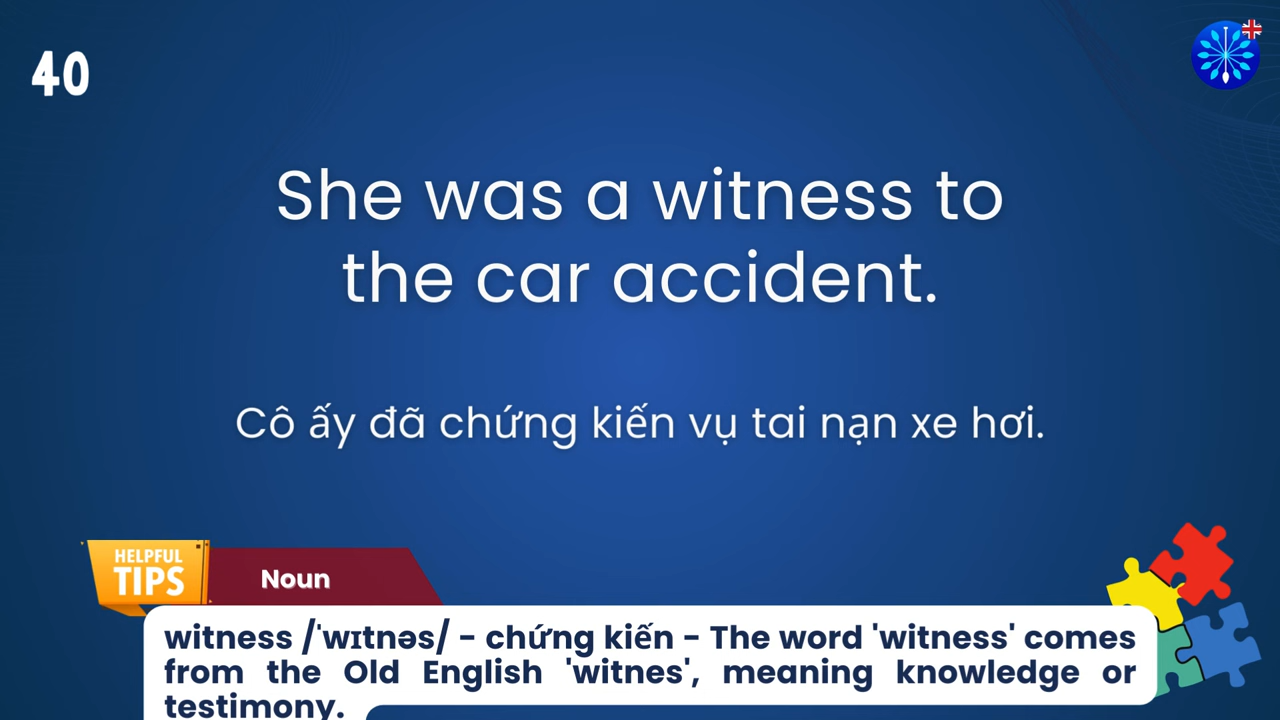 40
She was a witness to
the car accident.
Cô ấy đã chứng kiến vụ tai nạn xe hơi.
HELPFUL
TIPS
Noun
witness /ˈwɪtnəs/ - chứng kiến - The word 'witness' comes
from the Old English 'witnes', meaning knowledge or
testimony.